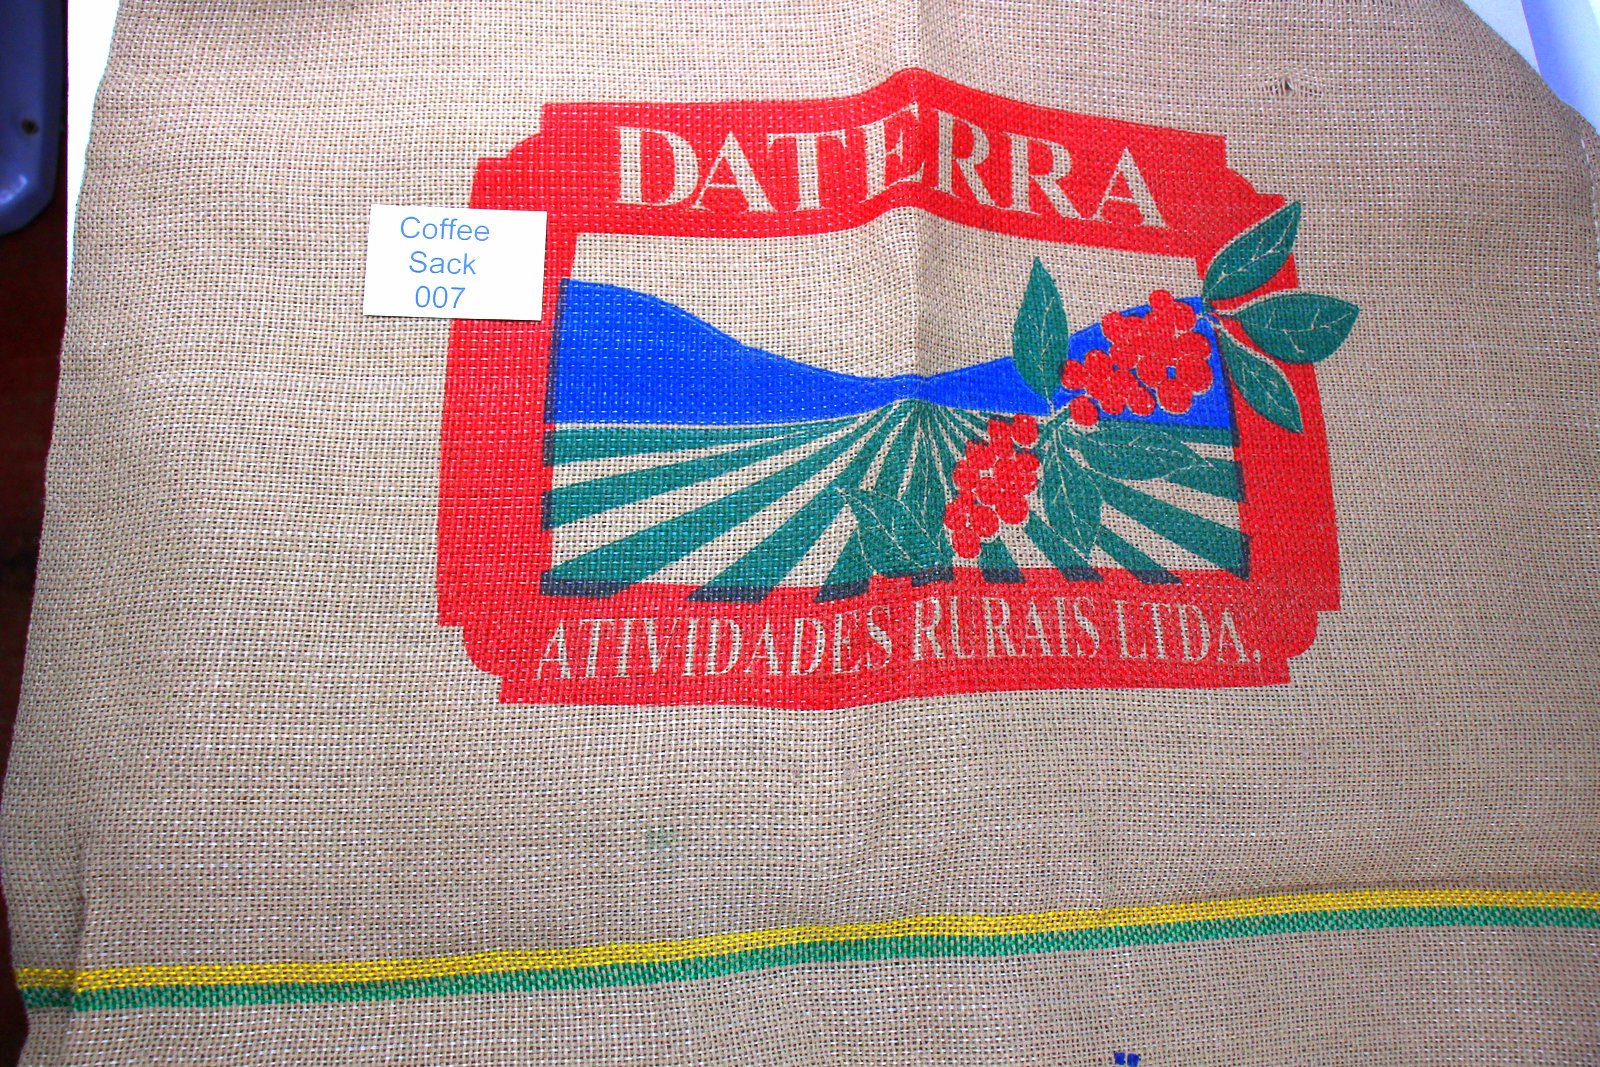 DATERRA
Coffee
Sack
007
ATIVIDADES RURAIS LTDA.